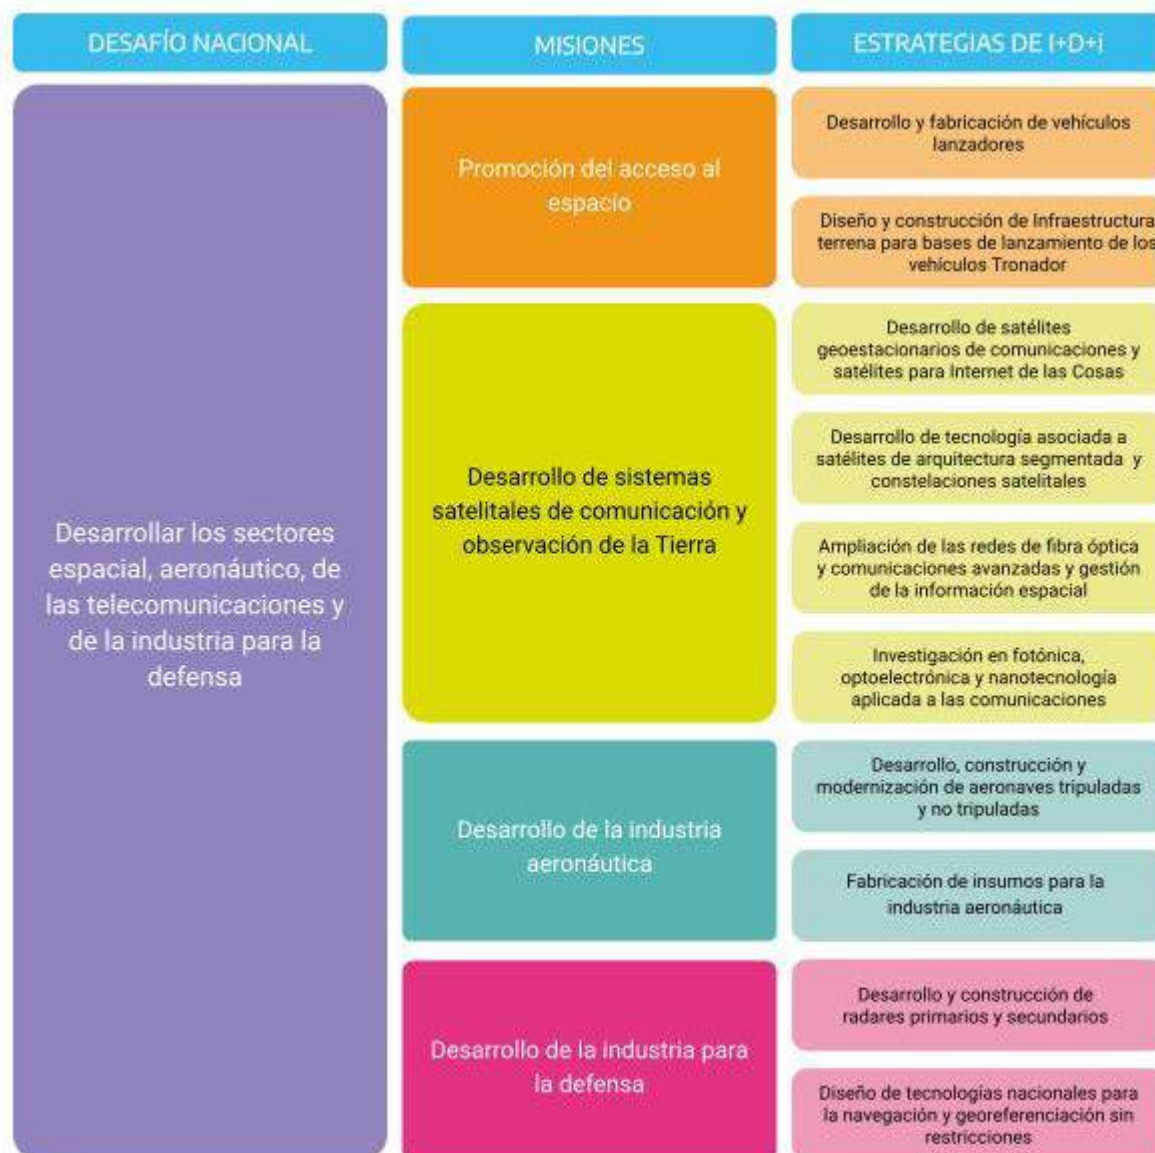 DESAFÍO NACIONAL
MISIONES
ESTRATEGIAS DE I+D+i
Desarrollar los sectores
espacial, aeronáutico, de
las telecomunicaciones y
de la industria para la
defensa
Promoción del acceso al
espacio
Desarrollo y fabricación de vehículos
lanzadores
Diseño y construcción de Infraestructura
terrena para bases de lanzamiento de los
vehículos Tronador
Desarrollo de sistemas
satelitales de comunicación y
observación de la Tierra
Desarrollo de satélites
geoestacionarios de comunicaciones y
satélites para Internet de las Cosas
Desarrollo de tecnología asociada a
satélites de arquitectura segmentada y
constelaciones satelitales
Ampliación de las redes de fibra óptica
y comunicaciones avanzadas y gestión
de la información espacial
Investigación en fotónica,
optoelectrónica y nanotecnología
aplicada a las comunicaciones
Desarrollo de la industria
aeronáutica
Desarrollo, construcción y
modernización de aeronaves tripuladas
y no tripuladas
Fabricación de insumos para la
industria aeronáutica
Desarrollo de la industria para
la defensa
Desarrollo y construcción de
radares primarios y secundarios
Diseño de tecnologías nacionales para
la navegación y georeferenciación sin
restricciones